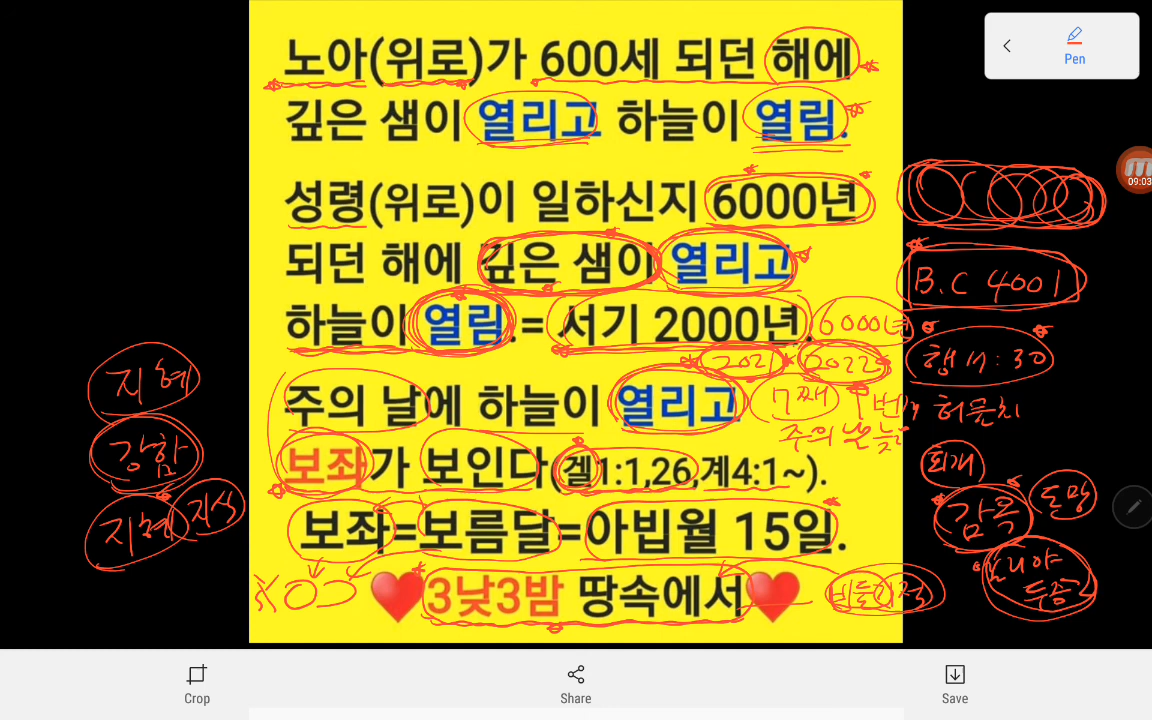 노아(위로)가 600세 되던 해에
깊은 샘이 열리고 하늘이 열림.
성령(위로)이 일하신지 6000년
되던 해에 깊은 샘이 열리고
하늘이 열림. = 서기 2000년.
6000년
주의 날에 하늘이 열리고
보좌가 보인다(겔1:1,26,계4:1~).
보좌=보름달=아빕월 15일.
♥3낮3밤 땅속에서♥
Pen
09:03
B.C 4001
행 11:30
2021
2022
7째
주의 날
회개
감옥
도망
지혜
강함
지혜
지식
Crop
Share
Save